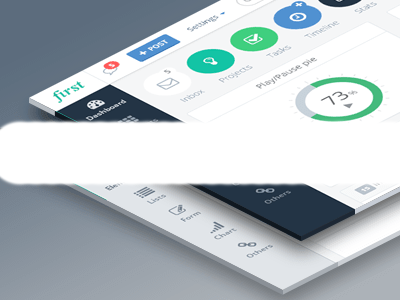 first
5
+ POST
Settings
5
Inbox
Projects
Tasks
Timeline
Stats
Dashboard
Play/Pause pie
73%
Others
Lists
Form
Chart
Others